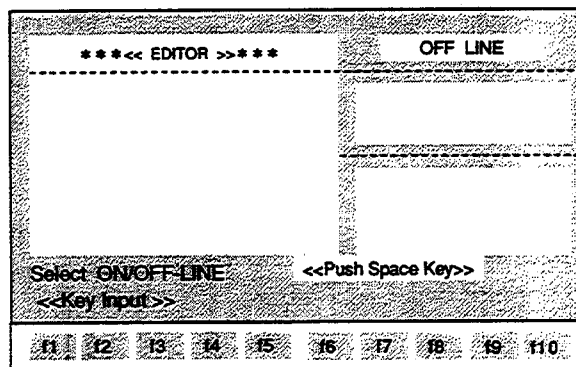 ***<< EDITOR >>***
OFF LINE
Select ON/OFF-LINE
<<Push Space Key>>
<<Key Input>>
f1 f2 f3 f4 f5 f6 f7 f8 f9 f10